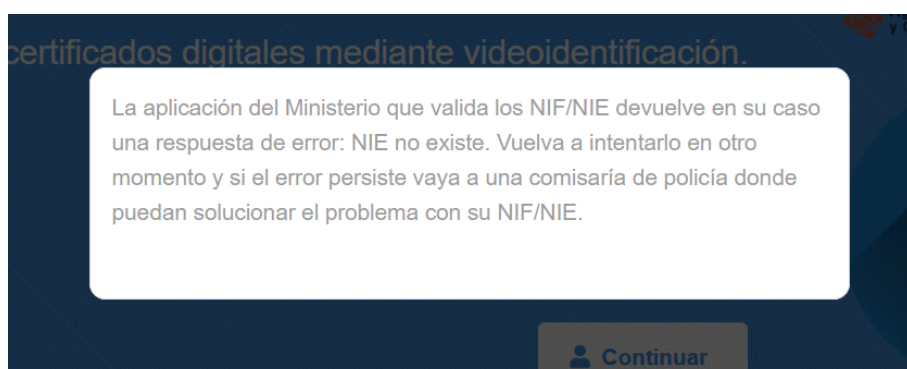 certificados digitales mediante videoidentificación.
La aplicación del Ministerio que valida los NIF/NIE devuelve en su caso
una respuesta de error: NIE no existe. Vuelva a intentarlo en otro
momento y si el error persiste vaya a una comisaría de policía donde
puedan solucionar el problema con su NIF/NIE.
Continuar